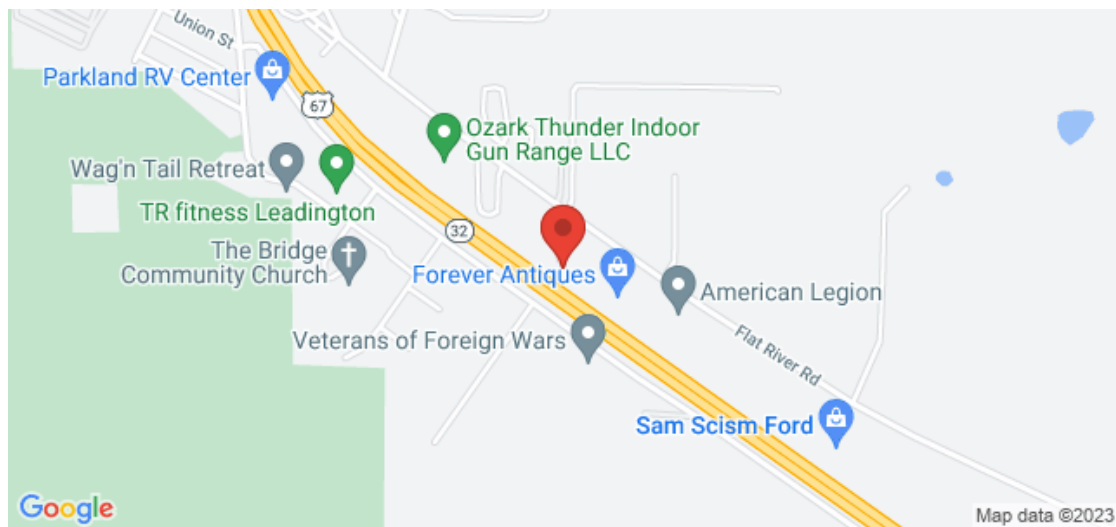 Union St
Parkland RV Center
67
Ozark Thunder Indoor
Gun Range LLC
Wag'n Tail Retreat
TR fitness Leadington
32
The Bridge
Community Church
Forever Antiques
American Legion
Veterans of Foreign Wars
Flat River Rd
Sam Scism Ford
Google
Map data ©2023